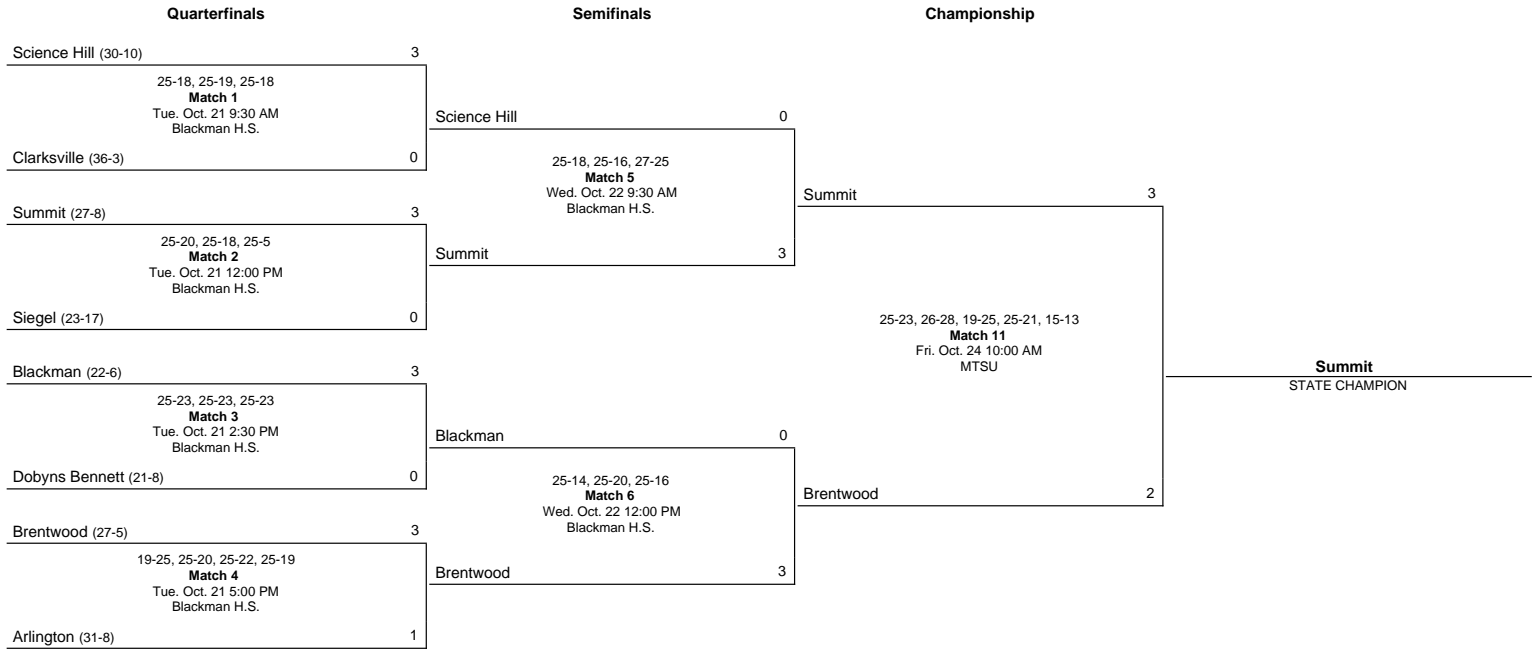 Quarterfinals
Semifinals
Championship
Science Hill (30-10) 3
25-18, 25-19, 25-18
Match 1
Tue. Oct. 21 9:30 AM
Blackman H.S.
Clarksville (36-3) 0
Summit (27-8) 3
25-20, 25-18, 25-5
Match 2
Tue. Oct. 21 12:00 PM
Blackman H.S.
Siegel (23-17) 0
Blackman (22-6) 3
25-23, 25-23, 25-23
Match 3
Tue. Oct. 21 2:30 PM
Blackman H.S.
Dobyns Bennett (21-8) 0
Brentwood (27-5) 3
19-25, 25-20, 25-22, 25-19
Match 4
Tue. Oct. 21 5:00 PM
Blackman H.S.
Arlington (31-8) 1
Science Hill 0
25-18, 25-16, 27-25
Match 5
Wed. Oct. 22 9:30 AM
Blackman H.S.
Summit 3
Blackman 0
25-14, 25-20, 25-16
Match 6
Wed. Oct. 22 12:00 PM
Blackman H.S.
Brentwood 3
Summit 3
25-23, 26-28, 19-25, 25-21, 15-13
Match 11
Fri. Oct. 24 10:00 AM
MTSU
Brentwood 2
Summit
STATE CHAMPION